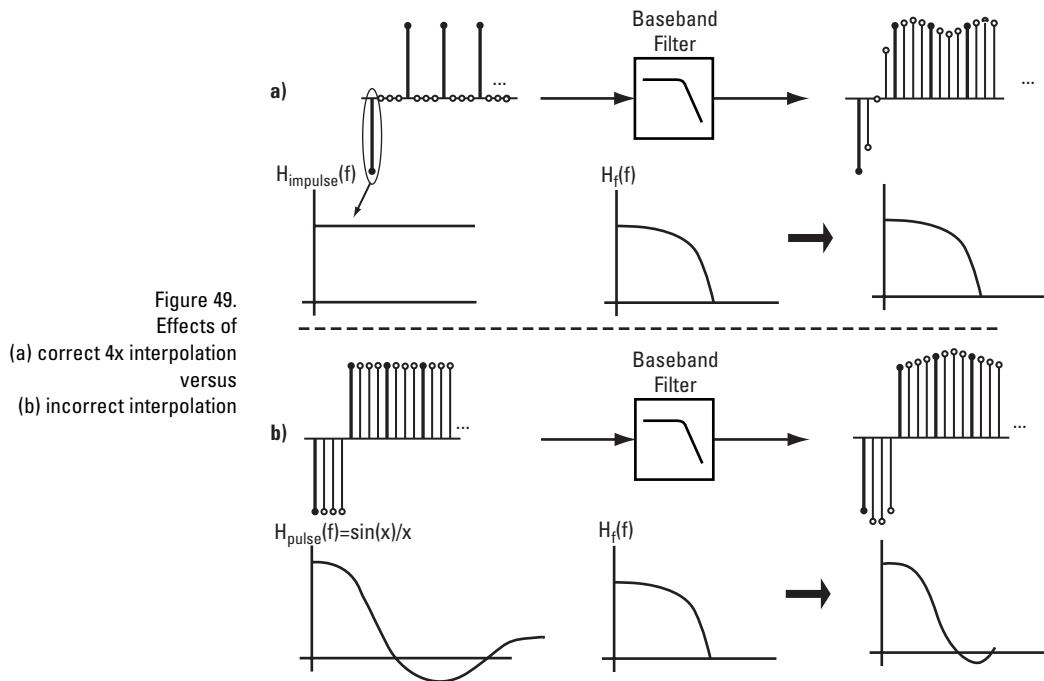 Baseband
Filter
...
...
a)
H_impulse(f)
H_f(f)
Figure 49.
Effects of
(a) correct 4x interpolation
versus
(b) incorrect interpolation
Baseband
Filter
...
...
b)
H_pulse(f)=sin(x)/x
H_f(f)